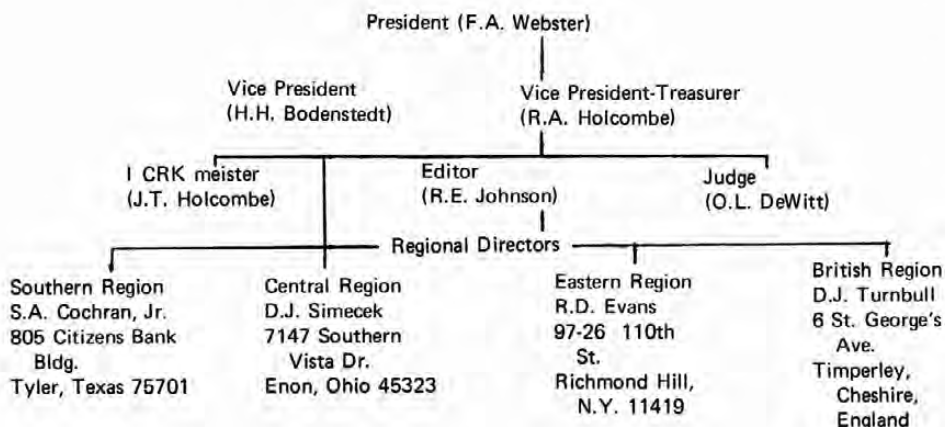 President (F.A. Webster)
Vice President
(H.H. Bodenstedt)
Vice President-Treasurer
(R.A. Holcombe)
I CRK meister
(J.T. Holcombe)
Editor
(R.E. Johnson)
Judge
(O.L. DeWitt)
Regional Directors
Southern Region
S.A. Cochran, Jr.
805 Citizens Bank
Bldg.
Tyler, Texas 75701
Central Region
D.J. Simecek
7147 Southern
Vista Dr.
Enon, Ohio 45323
Eastern Region
R.D. Evans
97-26 110th
St.
Richmond Hill,
N.Y. 11419
British Region
D.J. Turnbull
6 St. George's
Ave.
Timperley,
Cheshire,
England